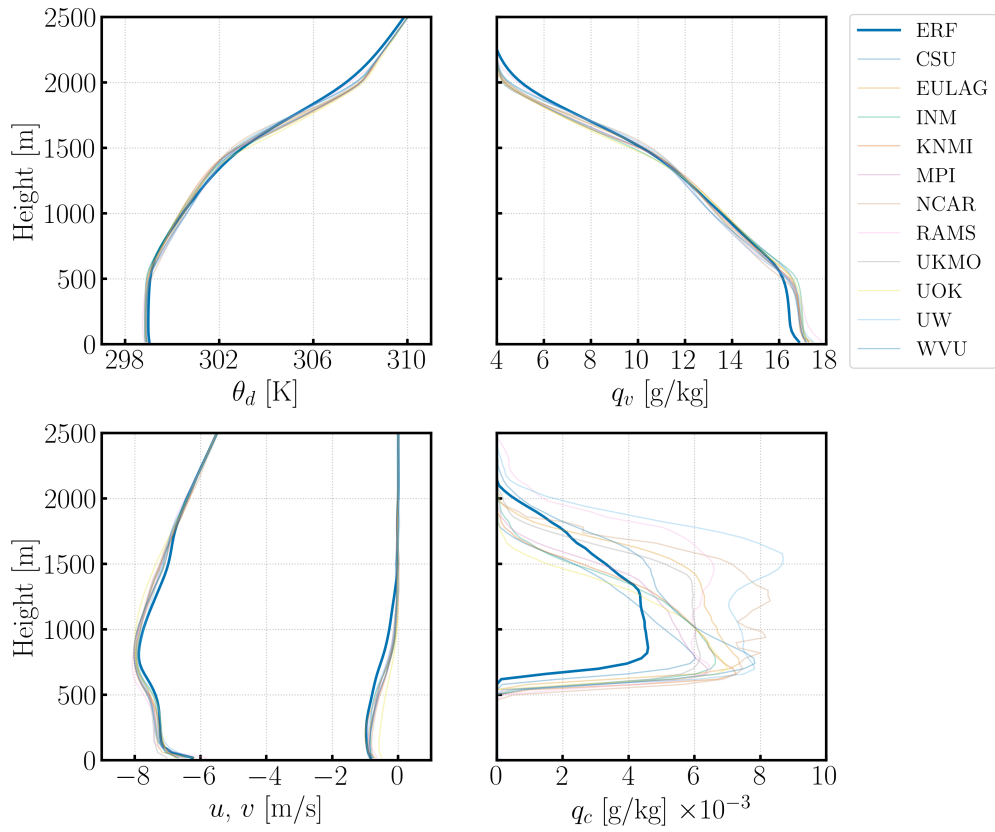 2500
2000
1500
1000
500
0
Height [m]
298
302
306
310
θ_d [K]
4
6
8
10
12
14
16
18
q_v [g/kg]
ERF
CSU
EULAG
INM
KNMI
MPI
NCAR
RAMS
UKMO
UOK
UW
WVU
2500
2000
1500
1000
500
0
Height [m]
−8
−6
−4
−2
0
u, v [m/s]
0
2
4
6
8
10
q_c [g/kg] ×10⁻³